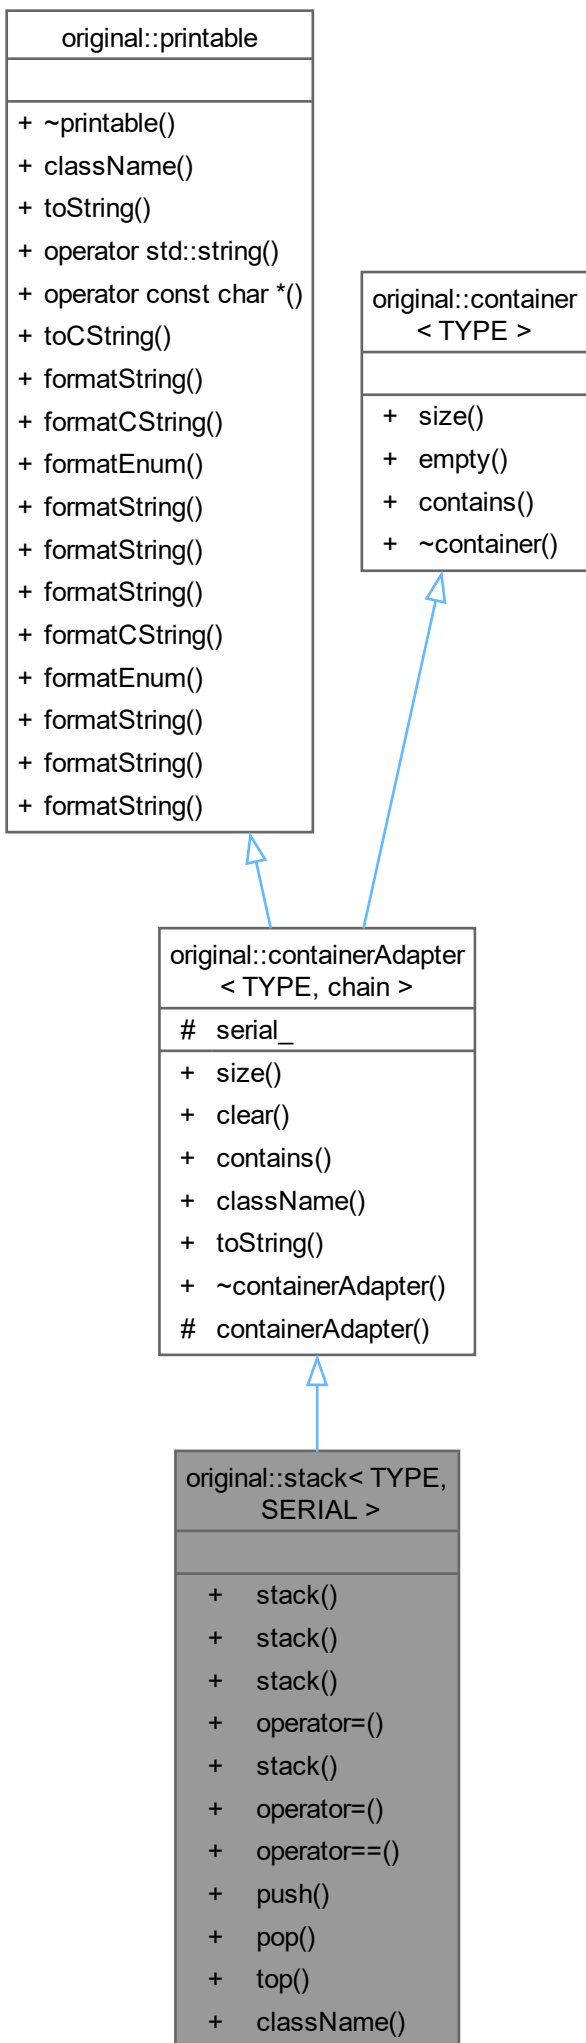 original::printable
+ ~printable()
+ className()
+ toString()
+ operator std::string()
+ operator const char *()
+ toCString()
+ formatString()
+ formatCString()
+ formatEnum()
+ formatString()
+ formatString()
+ formatString()
+ formatCString()
+ formatEnum()
+ formatString()
+ formatString()
+ formatString()
original::container
< TYPE >
+ size()
+ empty()
+ contains()
+ ~container()
original::containerAdapter
< TYPE, chain >
# serial_
+ size()
+ clear()
+ contains()
+ className()
+ toString()
+ ~containerAdapter()
# containerAdapter()
original::stack< TYPE,
SERIAL >
+ stack()
+ stack()
+ stack()
+ operator=()
+ stack()
+ operator=()
+ operator==()
+ push()
+ pop()
+ top()
+ className()